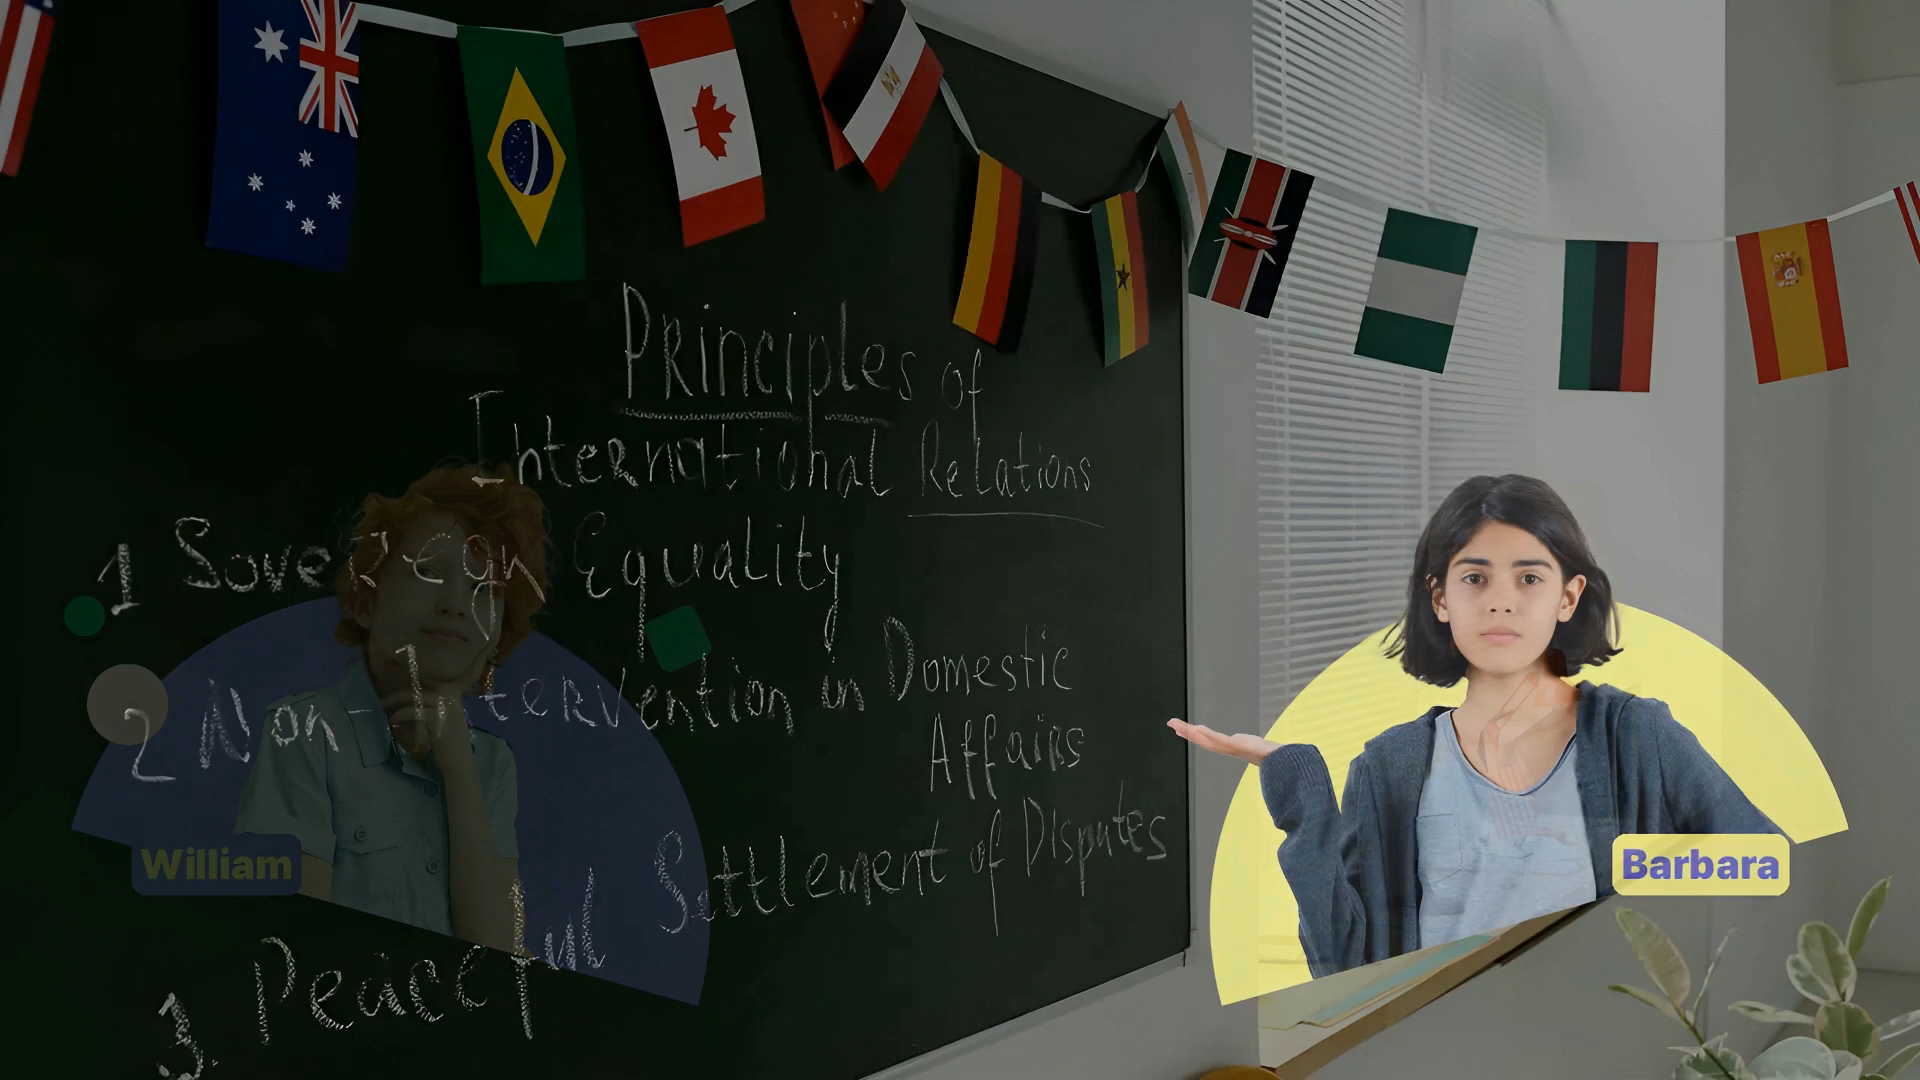 Principles of
International Relations
1 Sovereign Equality
2 Non-Intervention in Domestic
Affairs
3. Peaceful Settlement of Disputes
William
Barbara